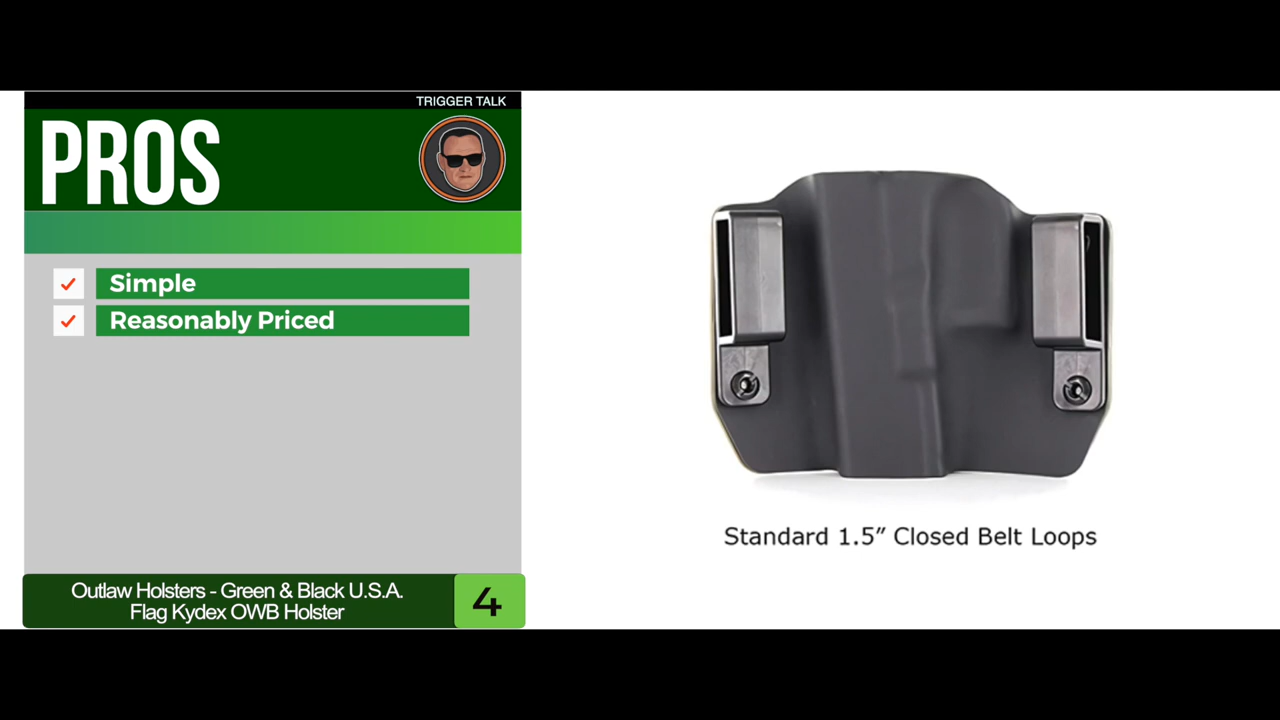 TRIGGER TALK
PROS
Simple
Reasonably Priced
Outlaw Holsters - Green & Black U.S.A.
Flag Kydex OWB Holster
4
Standard 1.5” Closed Belt Loops